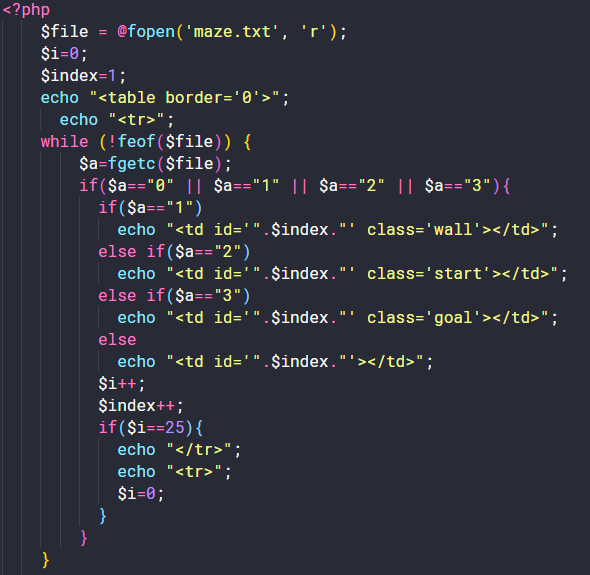 <?php
$file = @fopen('maze.txt', 'r');
$i=0;
$index=1;
echo "<table border='0'>";
echo "<tr>";
while (!feof($file)) {
$a=fgetc($file);
if($a=="0" || $a=="1" || $a=="2" || $a=="3"){
if($a=="1")
echo "<td id='".$index."' class='wall'></td>";
else if($a=="2")
echo "<td id='".$index."' class='start'></td>";
else if($a=="3")
echo "<td id='".$index."' class='goal'></td>";
else
echo "<td id='".$index."'></td>";
$i++;
$index++;
if($i==25){
echo "</tr>";
echo "<tr>";
$i=0;
}
}
}